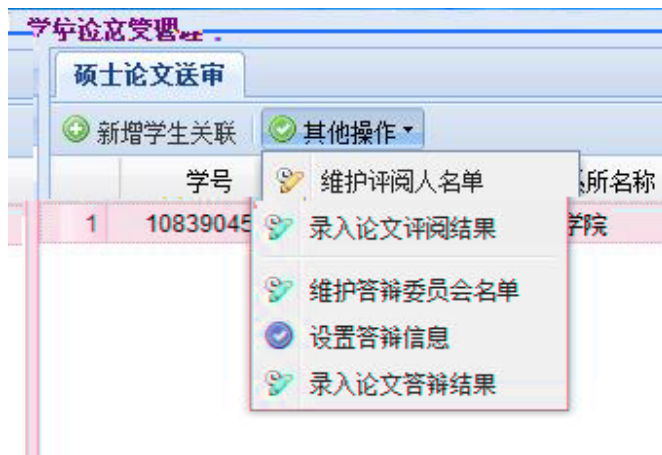 学位论文管理
硕士论文送审
新增学生关联 其他操作
学号 所名称
维护评阅人名单
1 10839045 学院
录入论文评阅结果
维护答辩委员会名单
设置答辩信息
录入论文答辩结果